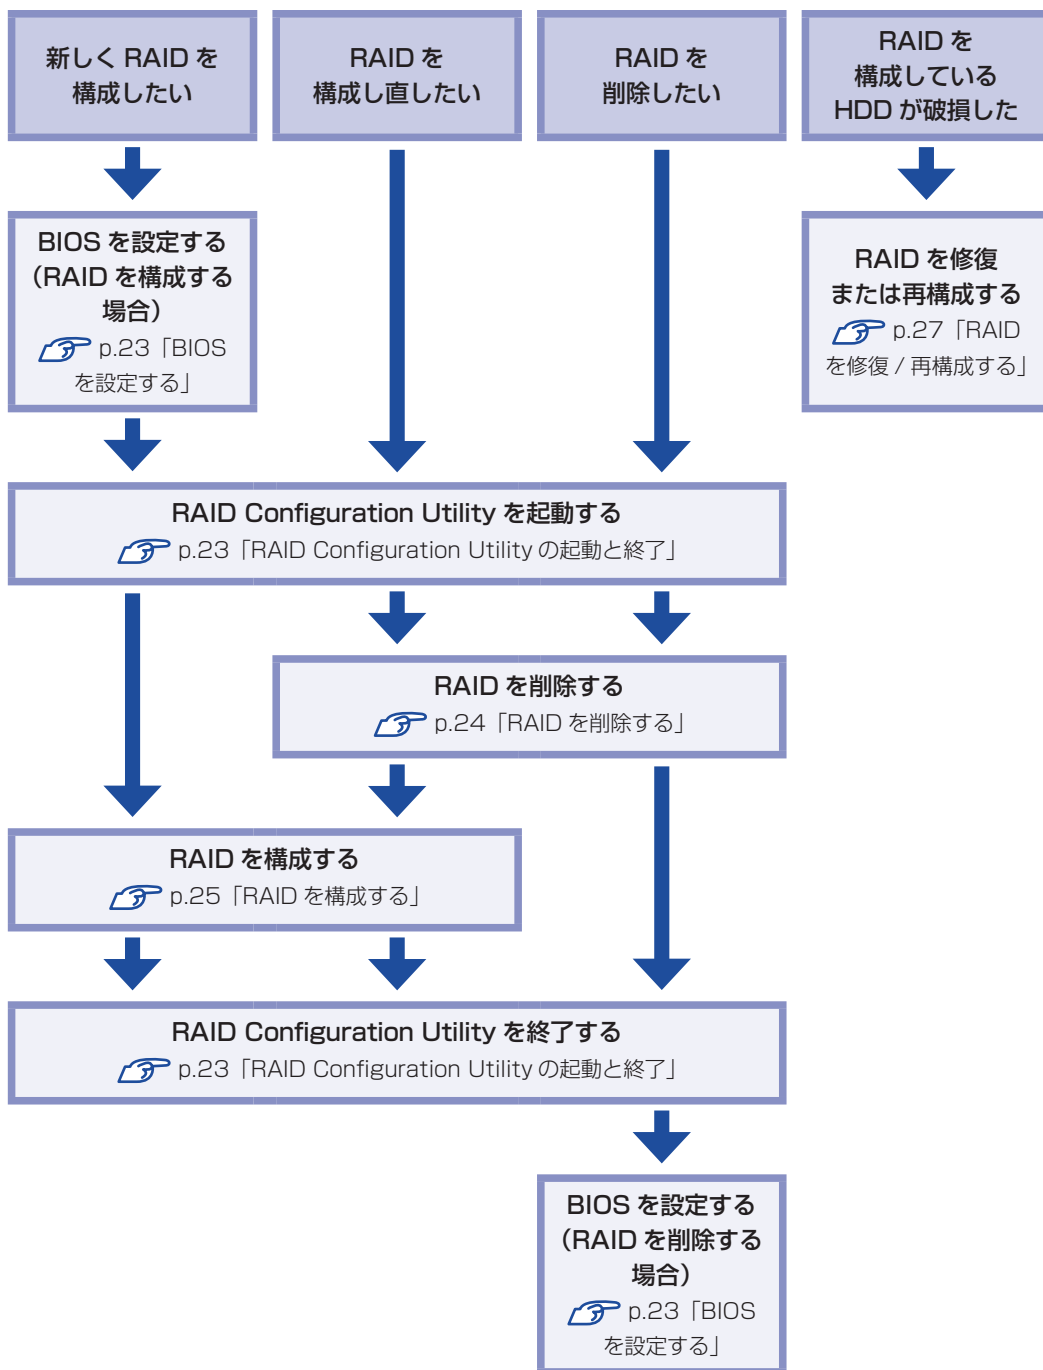 新しく RAID を
構成したい
RAID を
構成し直したい
RAID を
削除したい
RAID を
構成している
HDD が破損した
BIOS を設定する
（RAID を構成する
場合）
p.23「BIOS
を設定する」
RAID を修復
または再構成する
p.27「RAID
を修復 / 再構成する」
RAID Configuration Utility を起動する
p.23「RAID Configuration Utility の起動と終了」
RAID を削除する
p.24「RAID を削除する」
RAID を構成する
p.25「RAID を構成する」
RAID Configuration Utility を終了する
p.23「RAID Configuration Utility の起動と終了」
BIOS を設定する
（RAID を削除する
場合）
p.23「BIOS
を設定する」